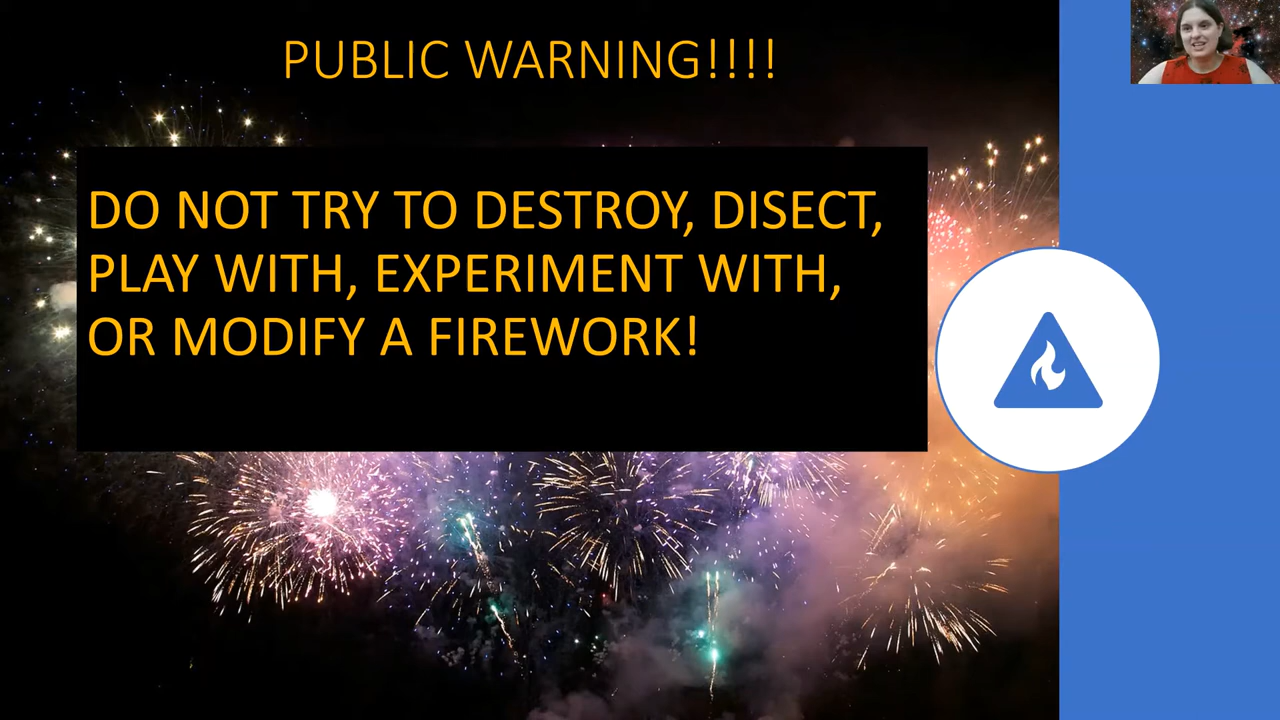 PUBLIC WARNING!!!!
DO NOT TRY TO DESTROY, DISECT,
PLAY WITH, EXPERIMENT WITH,
OR MODIFY A FIREWORK!